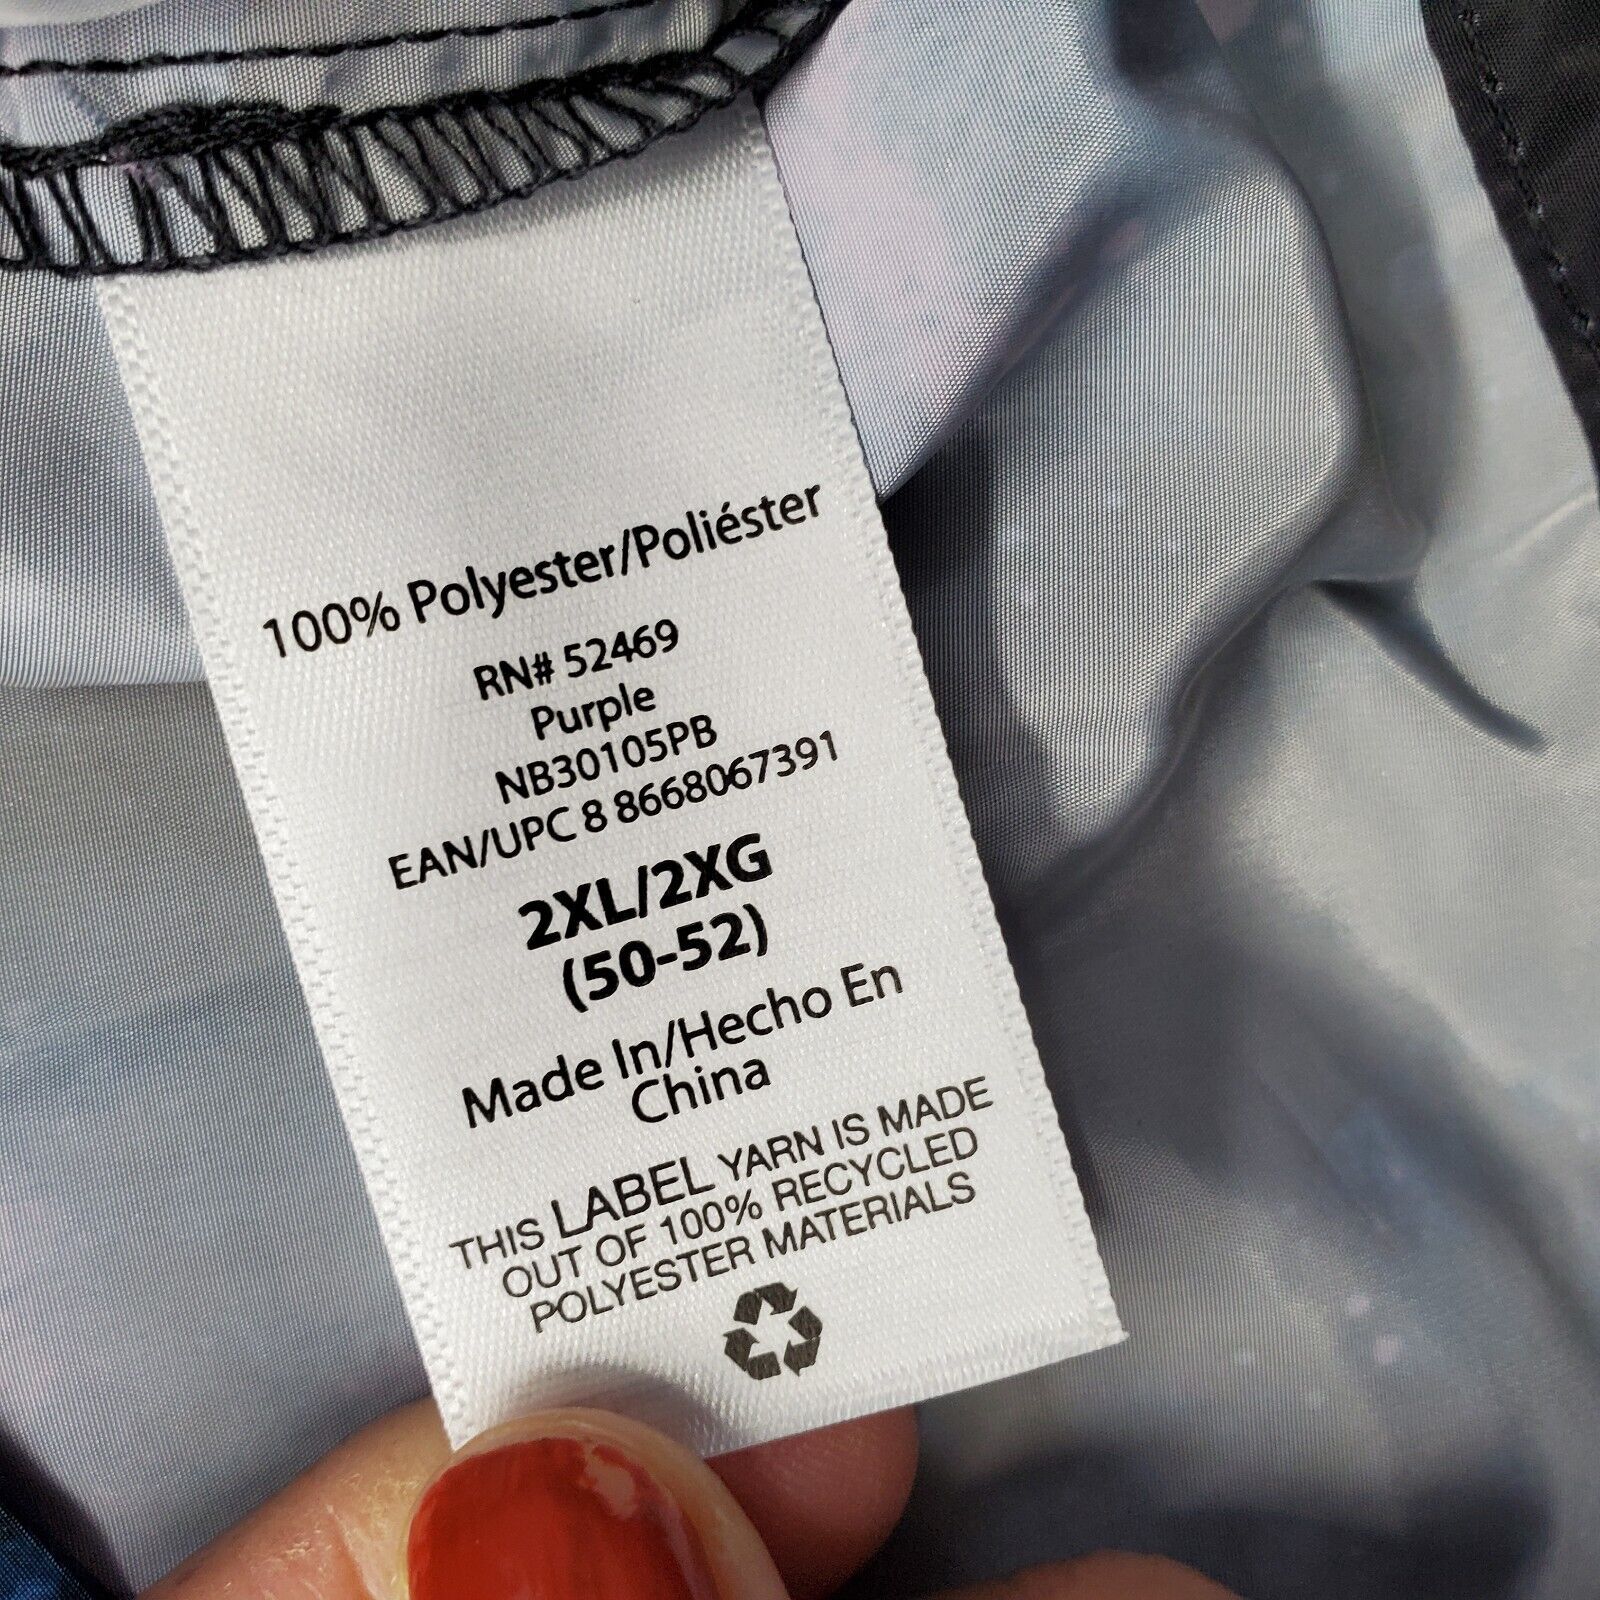 100% Polyester/Poliéster
RN# 52469
Purple
NB30105PB
EAN/UPC 8 8668067391
2XL/2XG
(50-52)
Made In/Hecho En
China
THIS LABEL YARN IS MADE
OUT OF 100% RECYCLED
POLYESTER MATERIALS